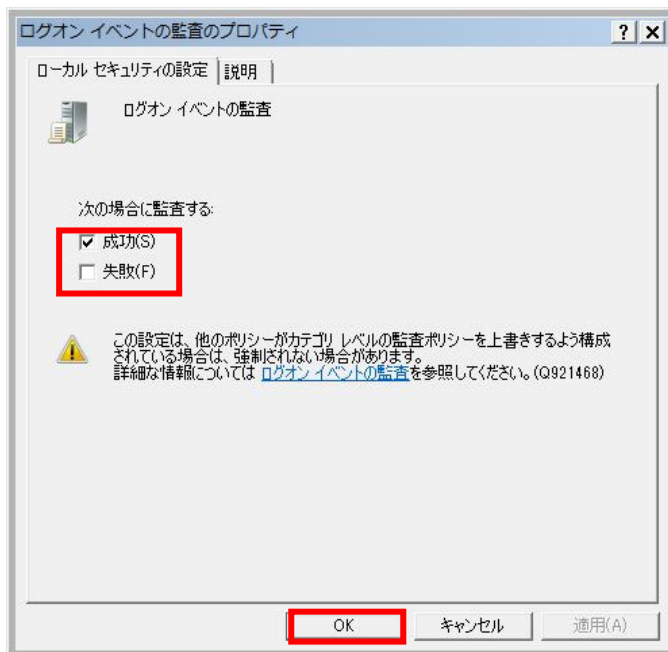 ログオン イベントの監査のプロパティ
ローカル セキュリティの設定 説明
ログオン イベントの監査
次の場合に監査する:
成功(S)
失敗(F)
この設定は、他のポリシーがカテゴリ レベルの監査ポリシーを上書きするよう構成
されている場合は、強制されない場合があります。
詳細な情報については ログオン イベントの監査を参照してください。(Q921468)
OK キャンセル 適用(A)